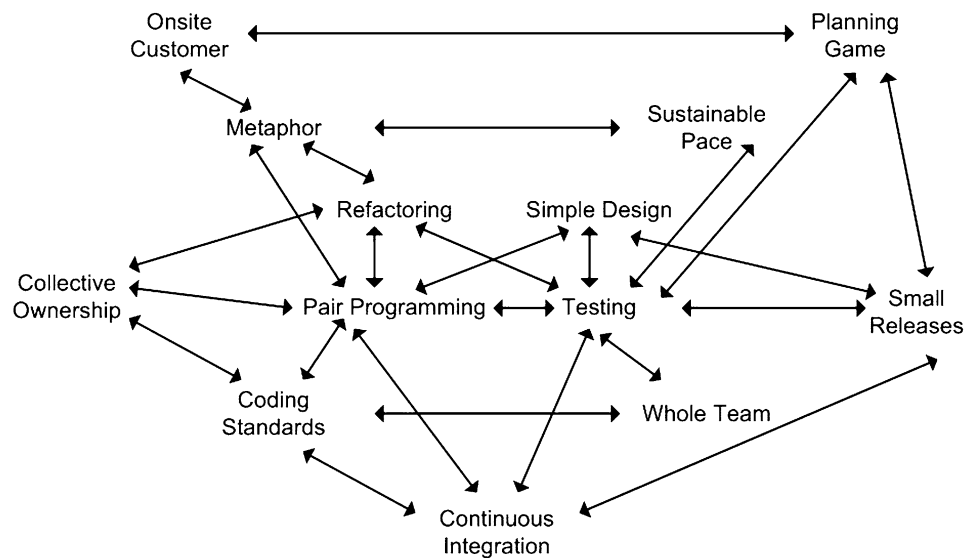 Onsite
Customer
Planning
Game
Metaphor
Sustainable
Pace
Refactoring
Simple Design
Collective
Ownership
Pair Programming
Testing
Small
Releases
Coding
Standards
Whole Team
Continuous
Integration